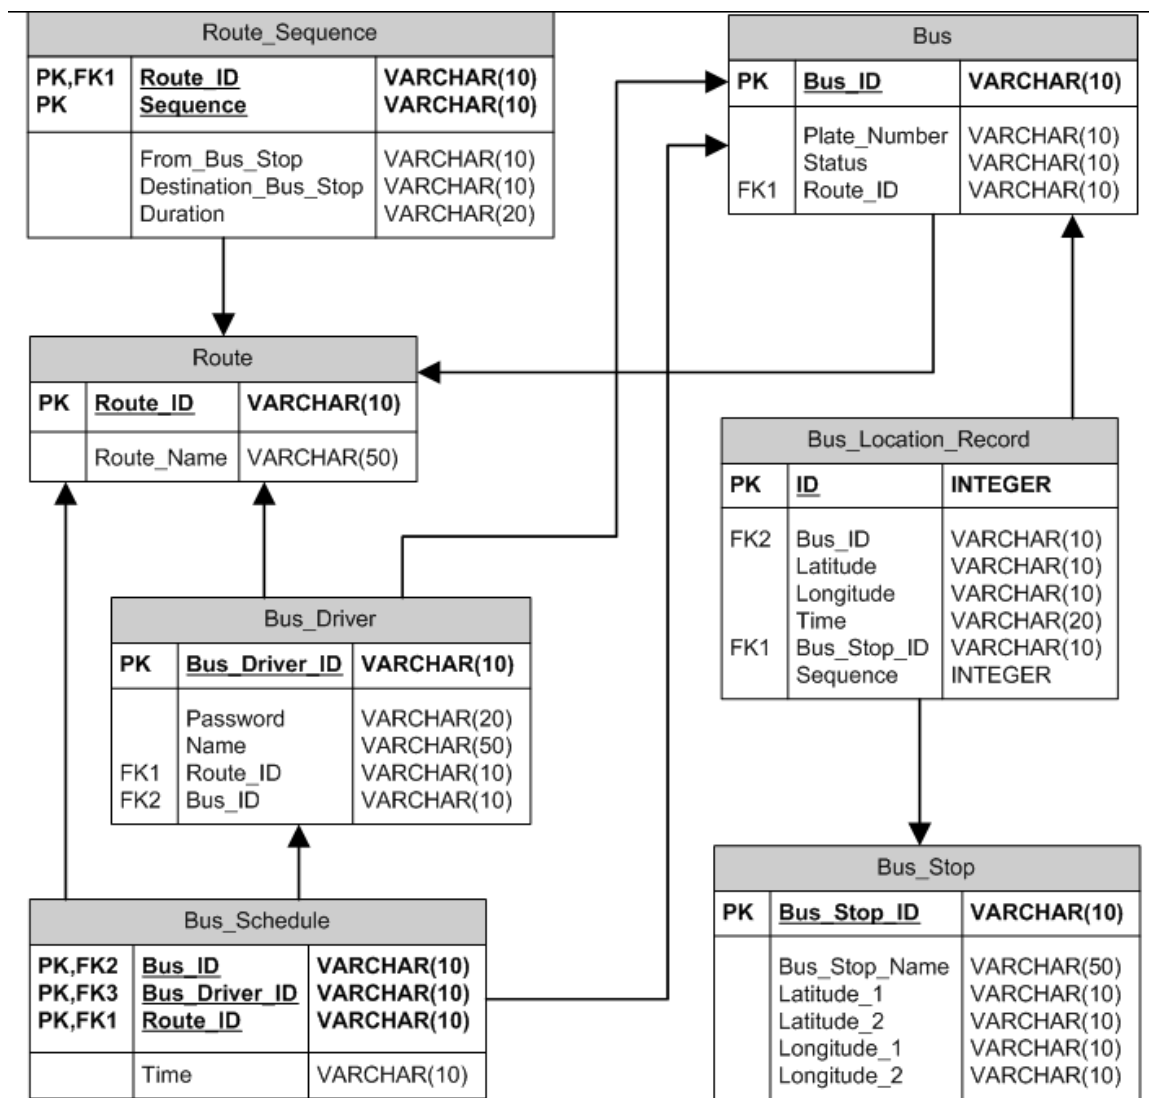 Route_Sequence
PK,FK1 Route_ID VARCHAR(10)
PK Sequence VARCHAR(10)
From_Bus_Stop VARCHAR(10)
Destination_Bus_Stop VARCHAR(10)
Duration VARCHAR(20)
Bus
PK Bus_ID VARCHAR(10)
Plate_Number VARCHAR(10)
Status VARCHAR(10)
FK1 Route_ID VARCHAR(10)
Route
PK Route_ID VARCHAR(10)
Route_Name VARCHAR(50)
Bus_Location_Record
PK ID INTEGER
FK2 Bus_ID VARCHAR(10)
Latitude VARCHAR(10)
Longitude VARCHAR(10)
Time VARCHAR(20)
FK1 Bus_Stop_ID VARCHAR(10)
Sequence INTEGER
Bus_Driver
PK Bus_Driver_ID VARCHAR(10)
Password VARCHAR(20)
Name VARCHAR(50)
FK1 Route_ID VARCHAR(10)
FK2 Bus_ID VARCHAR(10)
Bus_Schedule
PK,FK2 Bus_ID VARCHAR(10)
PK,FK3 Bus_Driver_ID VARCHAR(10)
PK,FK1 Route_ID VARCHAR(10)
Time VARCHAR(10)
Bus_Stop
PK Bus_Stop_ID VARCHAR(10)
Bus_Stop_Name VARCHAR(50)
Latitude_1 VARCHAR(10)
Latitude_2 VARCHAR(10)
Longitude_1 VARCHAR(10)
Longitude_2 VARCHAR(10)